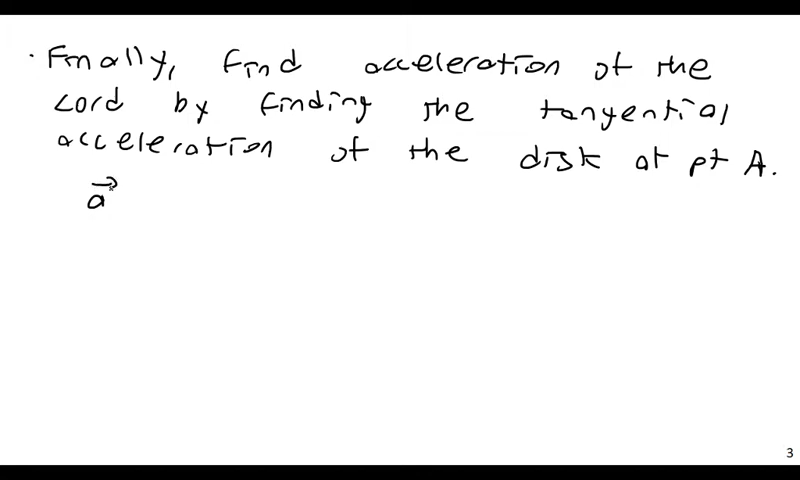 · Finally, find acceleration of the
cord by finding the tangential
acceleration of the disk at pt A.
a⃗
3